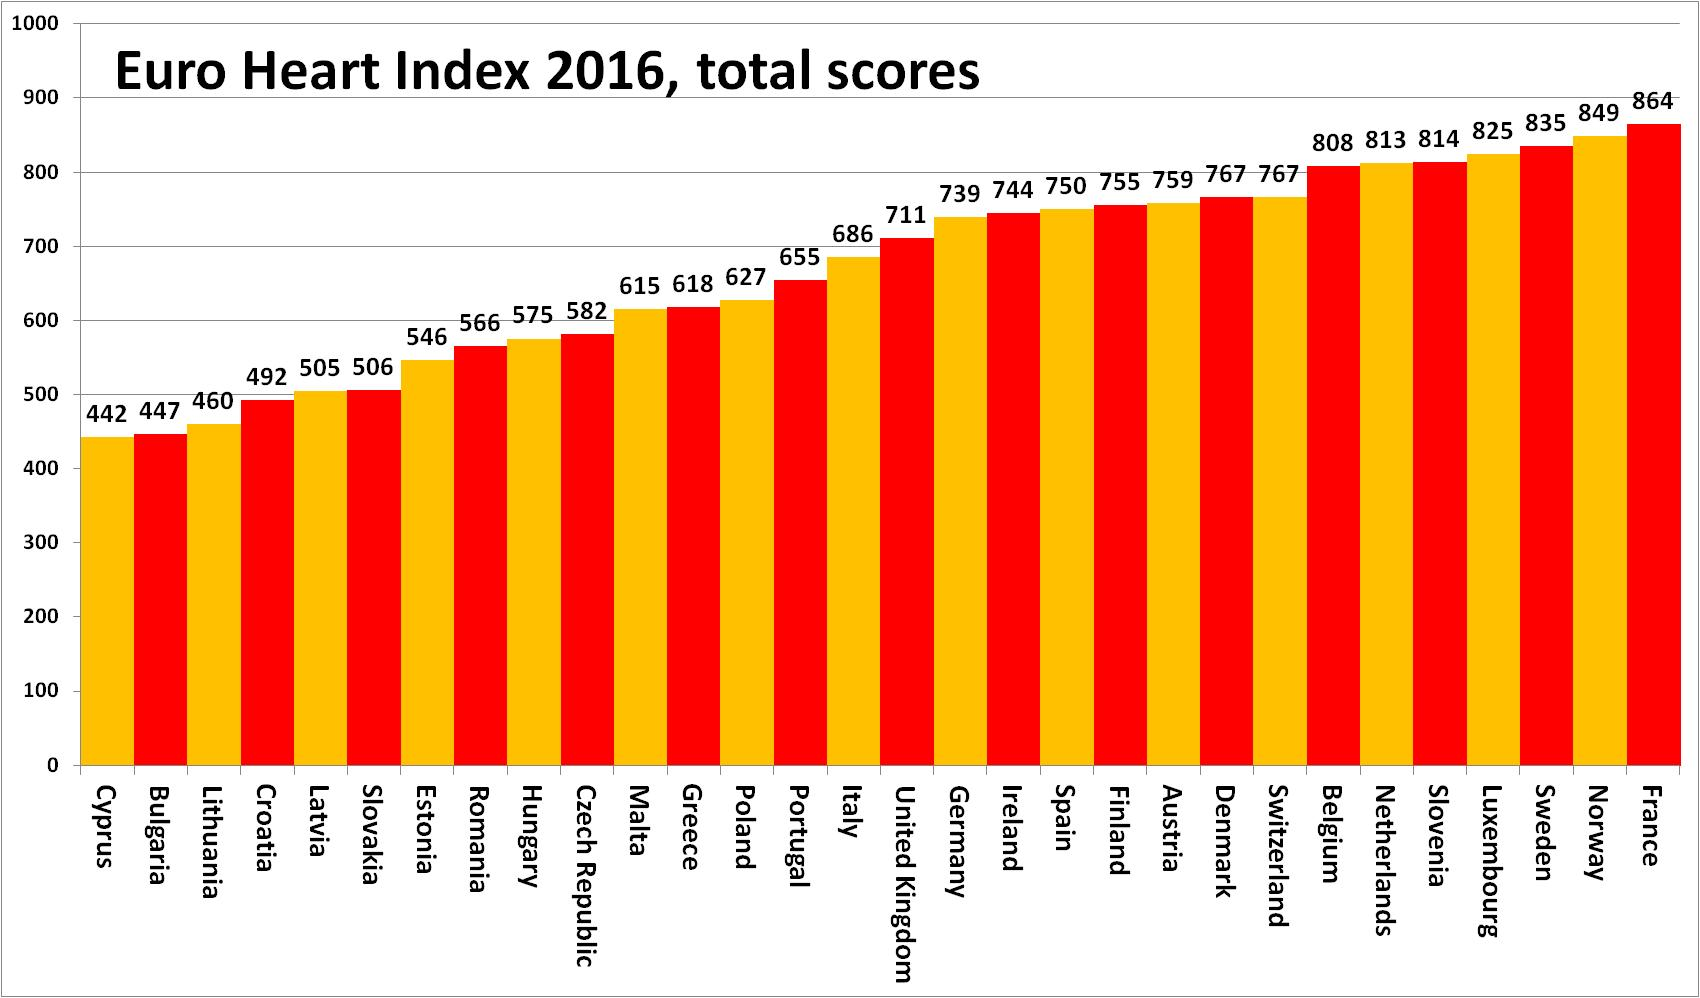 Euro Heart Index 2016, total scores
1000
900
800
700
600
500
400
300
200
100
0
442
447
460
492
505
506
546
566
575
582
615
618
627
655
686
711
739
744
750
755
759
767
767
808
813
814
825
835
849
864
Cyprus
Bulgaria
Lithuania
Croatia
Latvia
Slovakia
Estonia
Romania
Hungary
Czech Republic
Malta
Greece
Poland
Portugal
Italy
United Kingdom
Germany
Ireland
Spain
Finland
Austria
Denmark
Switzerland
Belgium
Netherlands
Slovenia
Luxembourg
Sweden
Norway
France